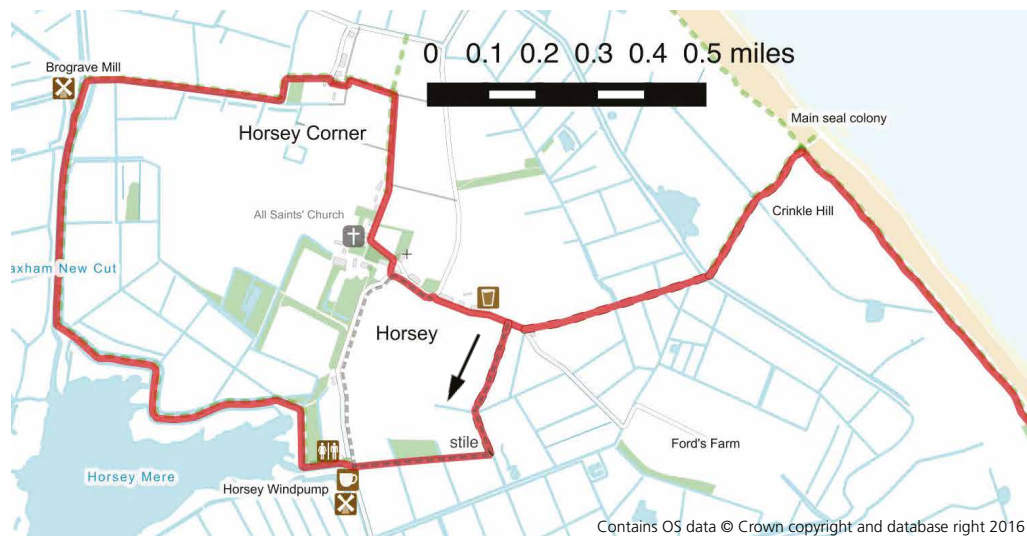 0 0.1 0.2 0.3 0.4 0.5 miles
Brograve Mill
Main seal colony
Horsey Corner
All Saints' Church
Crinkle Hill
axham New Cut
Horsey
stile
Ford's Farm
Horsey Mere
Horsey Windpump
Contains OS data © Crown copyright and database right 2016